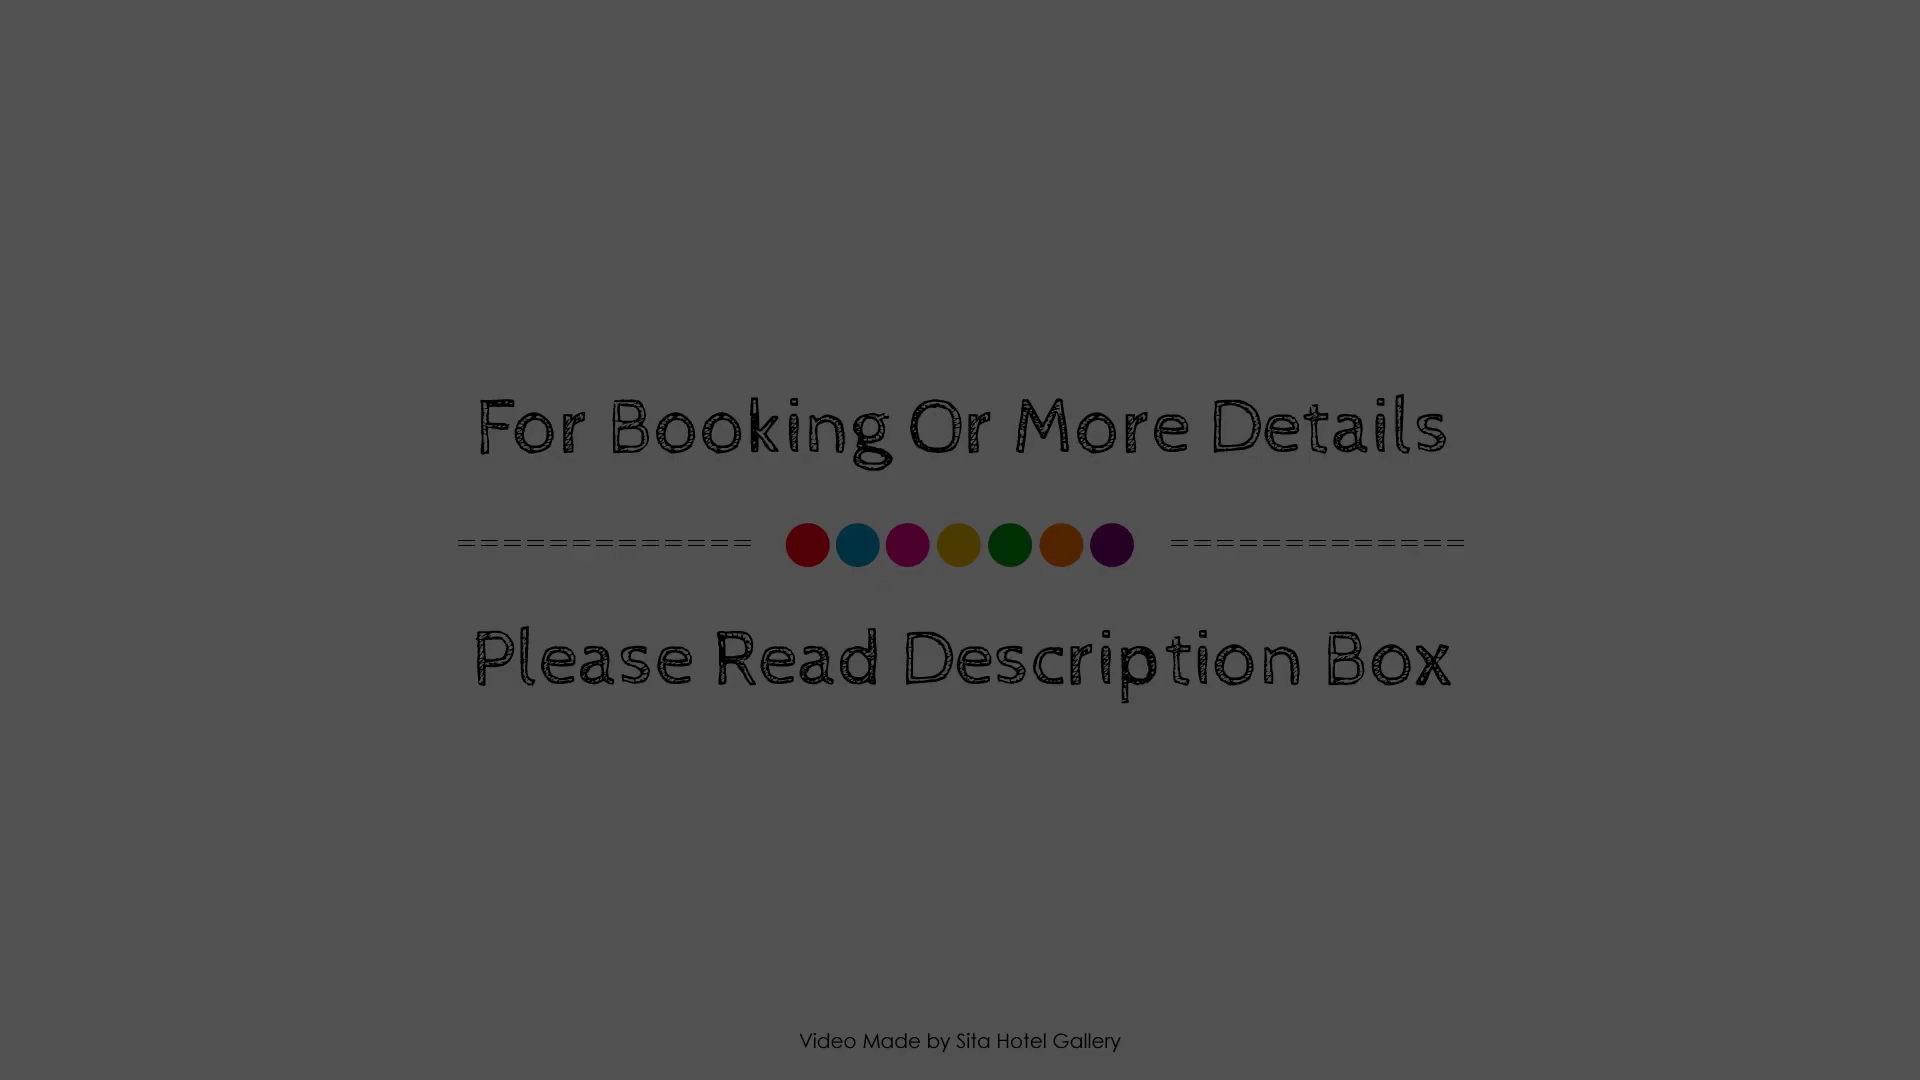 For Booking Or More Details
============= =============
Please Read Description Box
Video Made by Sita Hotel Gallery